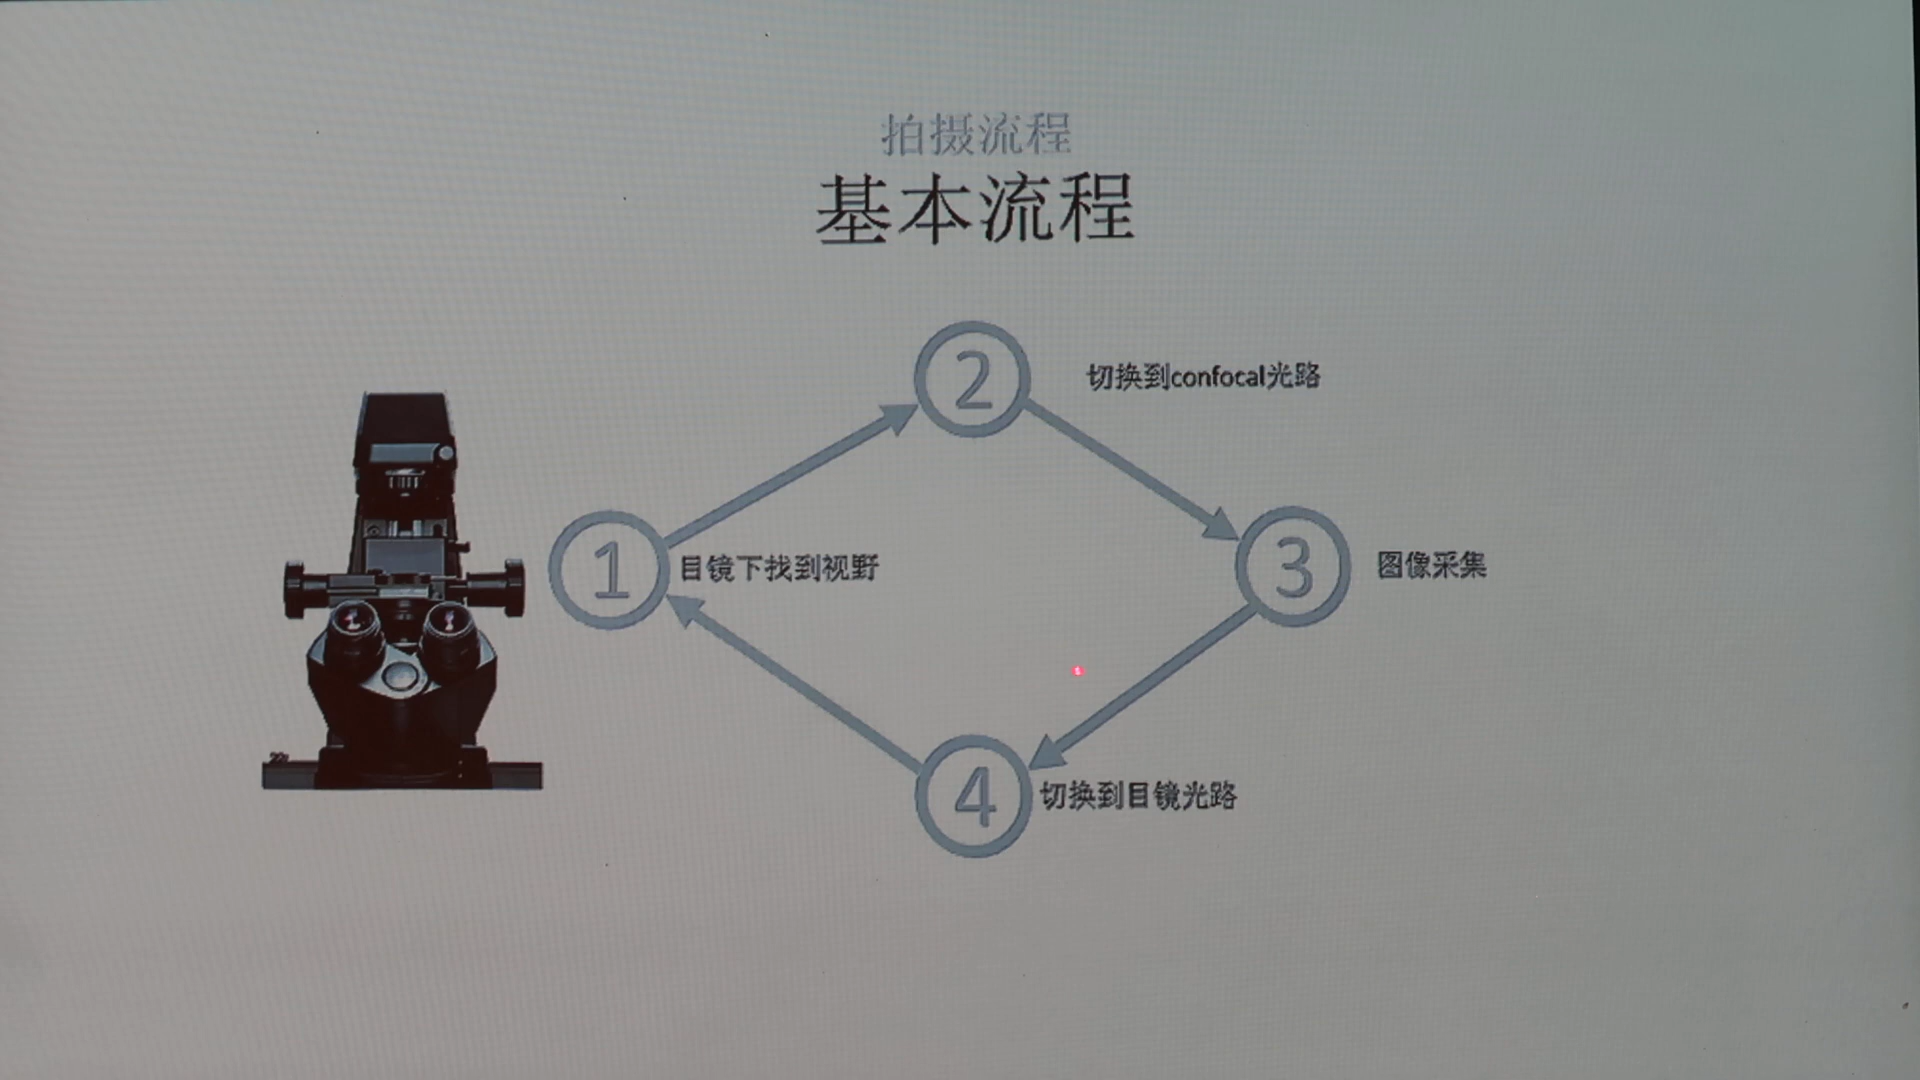 拍摄流程
基本流程
2
切换到confocal光路
1
目镜下找到视野
3
图像采集
4
切换到目镜光路